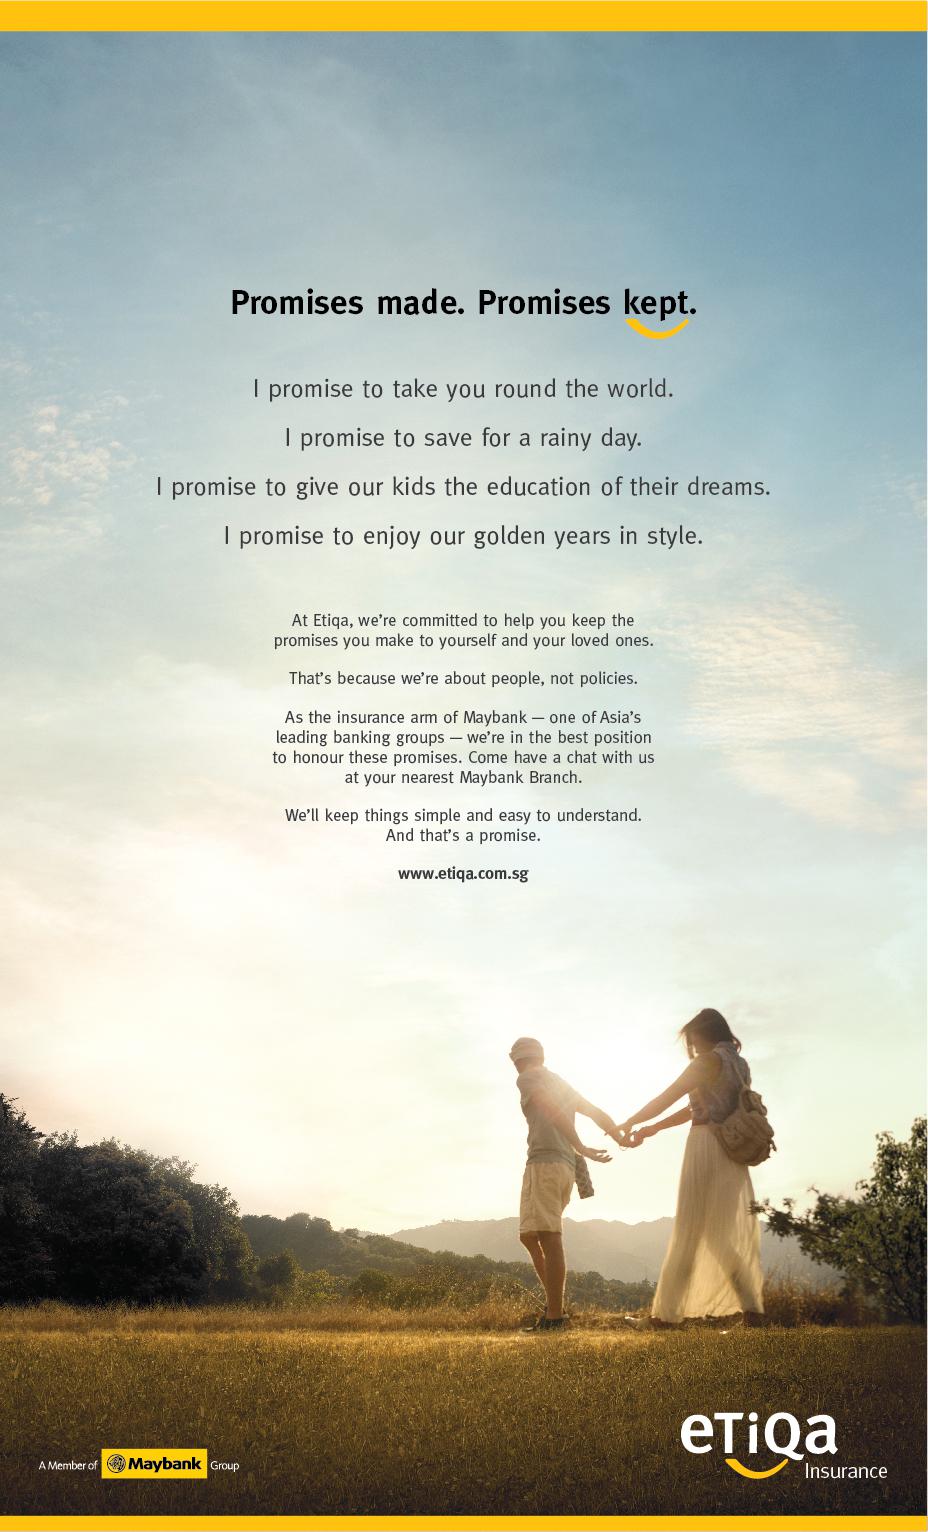 Promises made. Promises kept.
I promise to take you round the world.
I promise to save for a rainy day.
I promise to give our kids the education of their dreams.
I promise to enjoy our golden years in style.
At Etiqa, we’re committed to help you keep the
promises you make to yourself and your loved ones.
That’s because we’re about people, not policies.
As the insurance arm of Maybank — one of Asia’s
leading banking groups — we’re in the best position
to honour these promises. Come have a chat with us
at your nearest Maybank Branch.
We’ll keep things simple and easy to understand.
And that’s a promise.
www.etiqa.com.sg
eTiQa
Insurance
A Member of Maybank Group